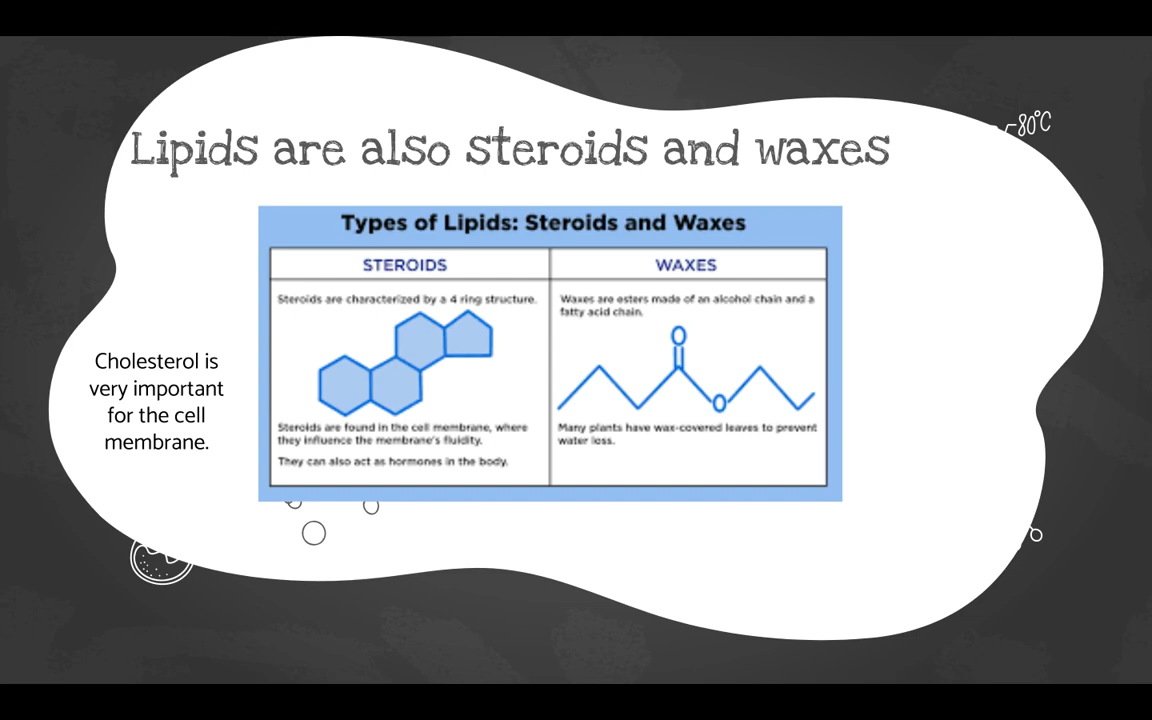 -80°C
Lipids are also steroids and waxes
Types of Lipids: Steroids and Waxes
STEROIDS
WAXES
Steroids are characterized by a 4 ring structure.
Waxes are esters made of an alcohol chain and a
fatty acid chain.
O
O
Cholesterol is
very important
for the cell
membrane.
Steroids are found in the cell membrane, where
they influence the membrane's fluidity.
They can also act as hormones in the body.
Many plants have wax-covered leaves to prevent
water loss.